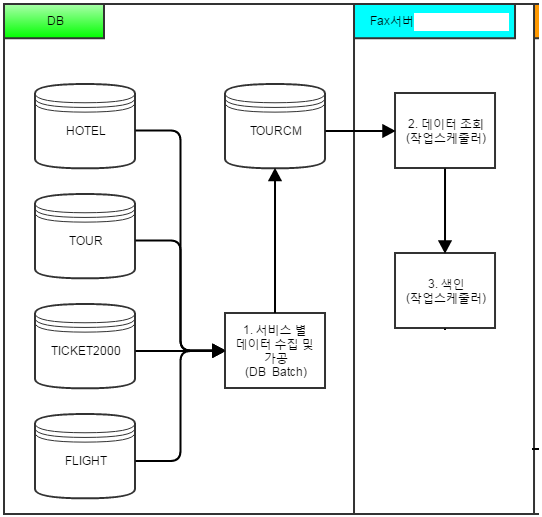 DB
Fax서버
HOTEL
TOURCM
2. 데이터 조회
(작업스케줄러)
TOUR
3. 색인
(작업스케줄러)
TICKET2000
1. 서비스 별
데이터 수집 및
가공
(DB Batch)
FLIGHT